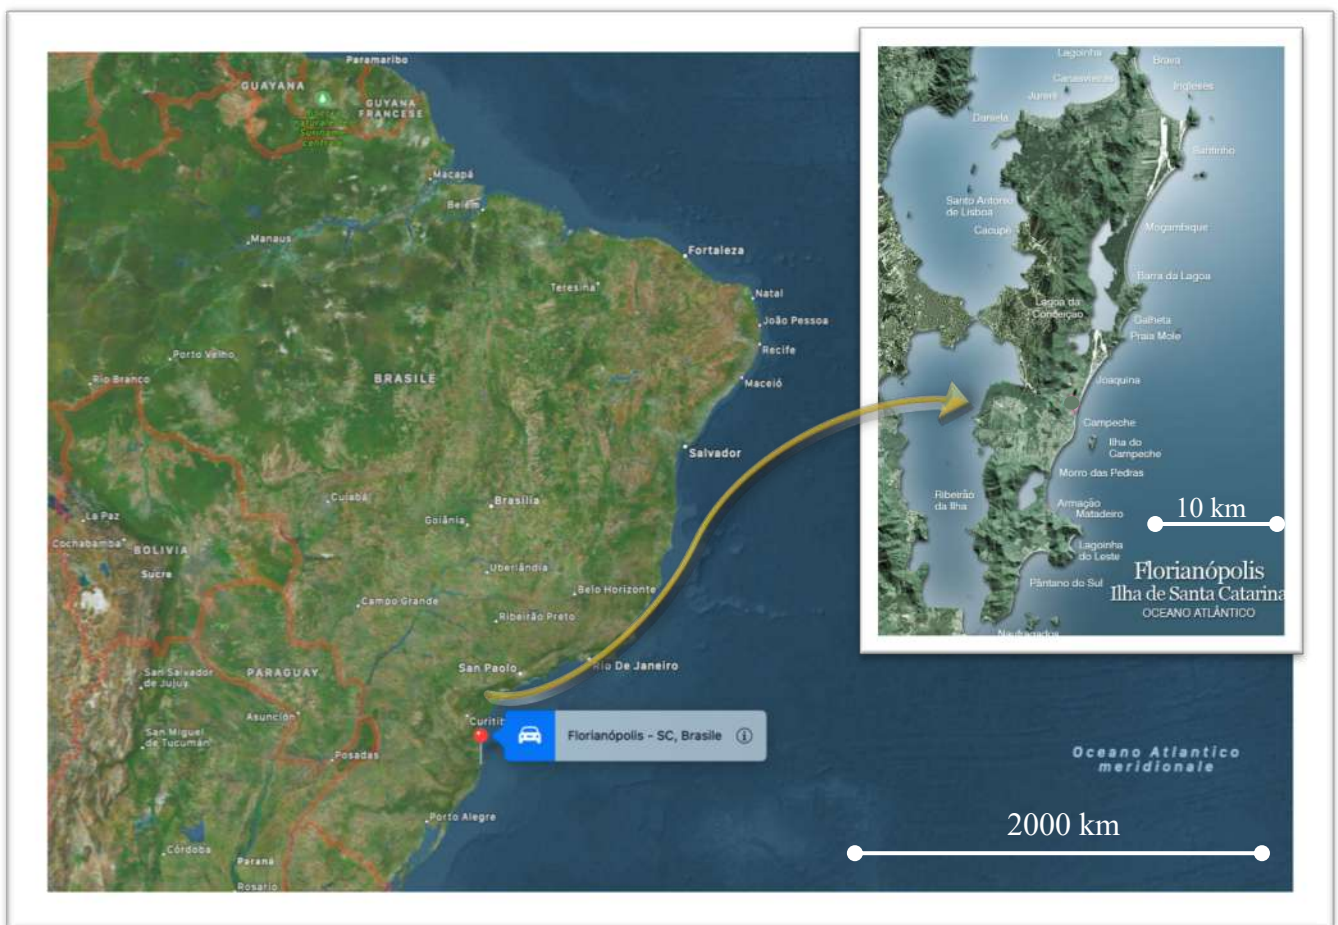 Paramaribo
GUAYANA
GUYANA
FRANCESE
Macapá
Belém
Manaus
Fortaleza
Teresina
Natal
João Pessoa
Recife
Porto Velho
Rio Branco
BRASILE
Maceió
Salvador
Cuiabá
Brasília
La Paz
Goiânia
Cochabamba
BOLIVIA
Sucre
Uberlândia
Belo Horizonte
Campo Grande
Ribeirão Preto
San Paolo
Rio De Janeiro
San Salvador
de Jujuy
PARAGUAY
Asunción
Curitib
San Miguel
de Tucumán
Florianópolis - SC, Brasile
Posadas
Porto Alegre
Córdoba
Paraná
Rosario
Oceano Atlantico
meridionale
2000 km
Lagoinha
Brava
Canasvieiras
Ingleses
Jurerê
Daniela
Santinho
Santo Antonio
de Lisboa
Cacupé
Moçambique
Barra da Lagoa
Lagoa da
Conceição
Galheta
Praia Mole
Joaquina
Campeche
Ilha do
Campeche
Morro das Pedras
Ribeirão
da Ilha
Armação
Matadeiro
10 km
Lagoinha
do Leste
Pântano do Sul
Florianópolis
Ilha de Santa Catarina
OCEANO ATLÂNTICO
Naufragados